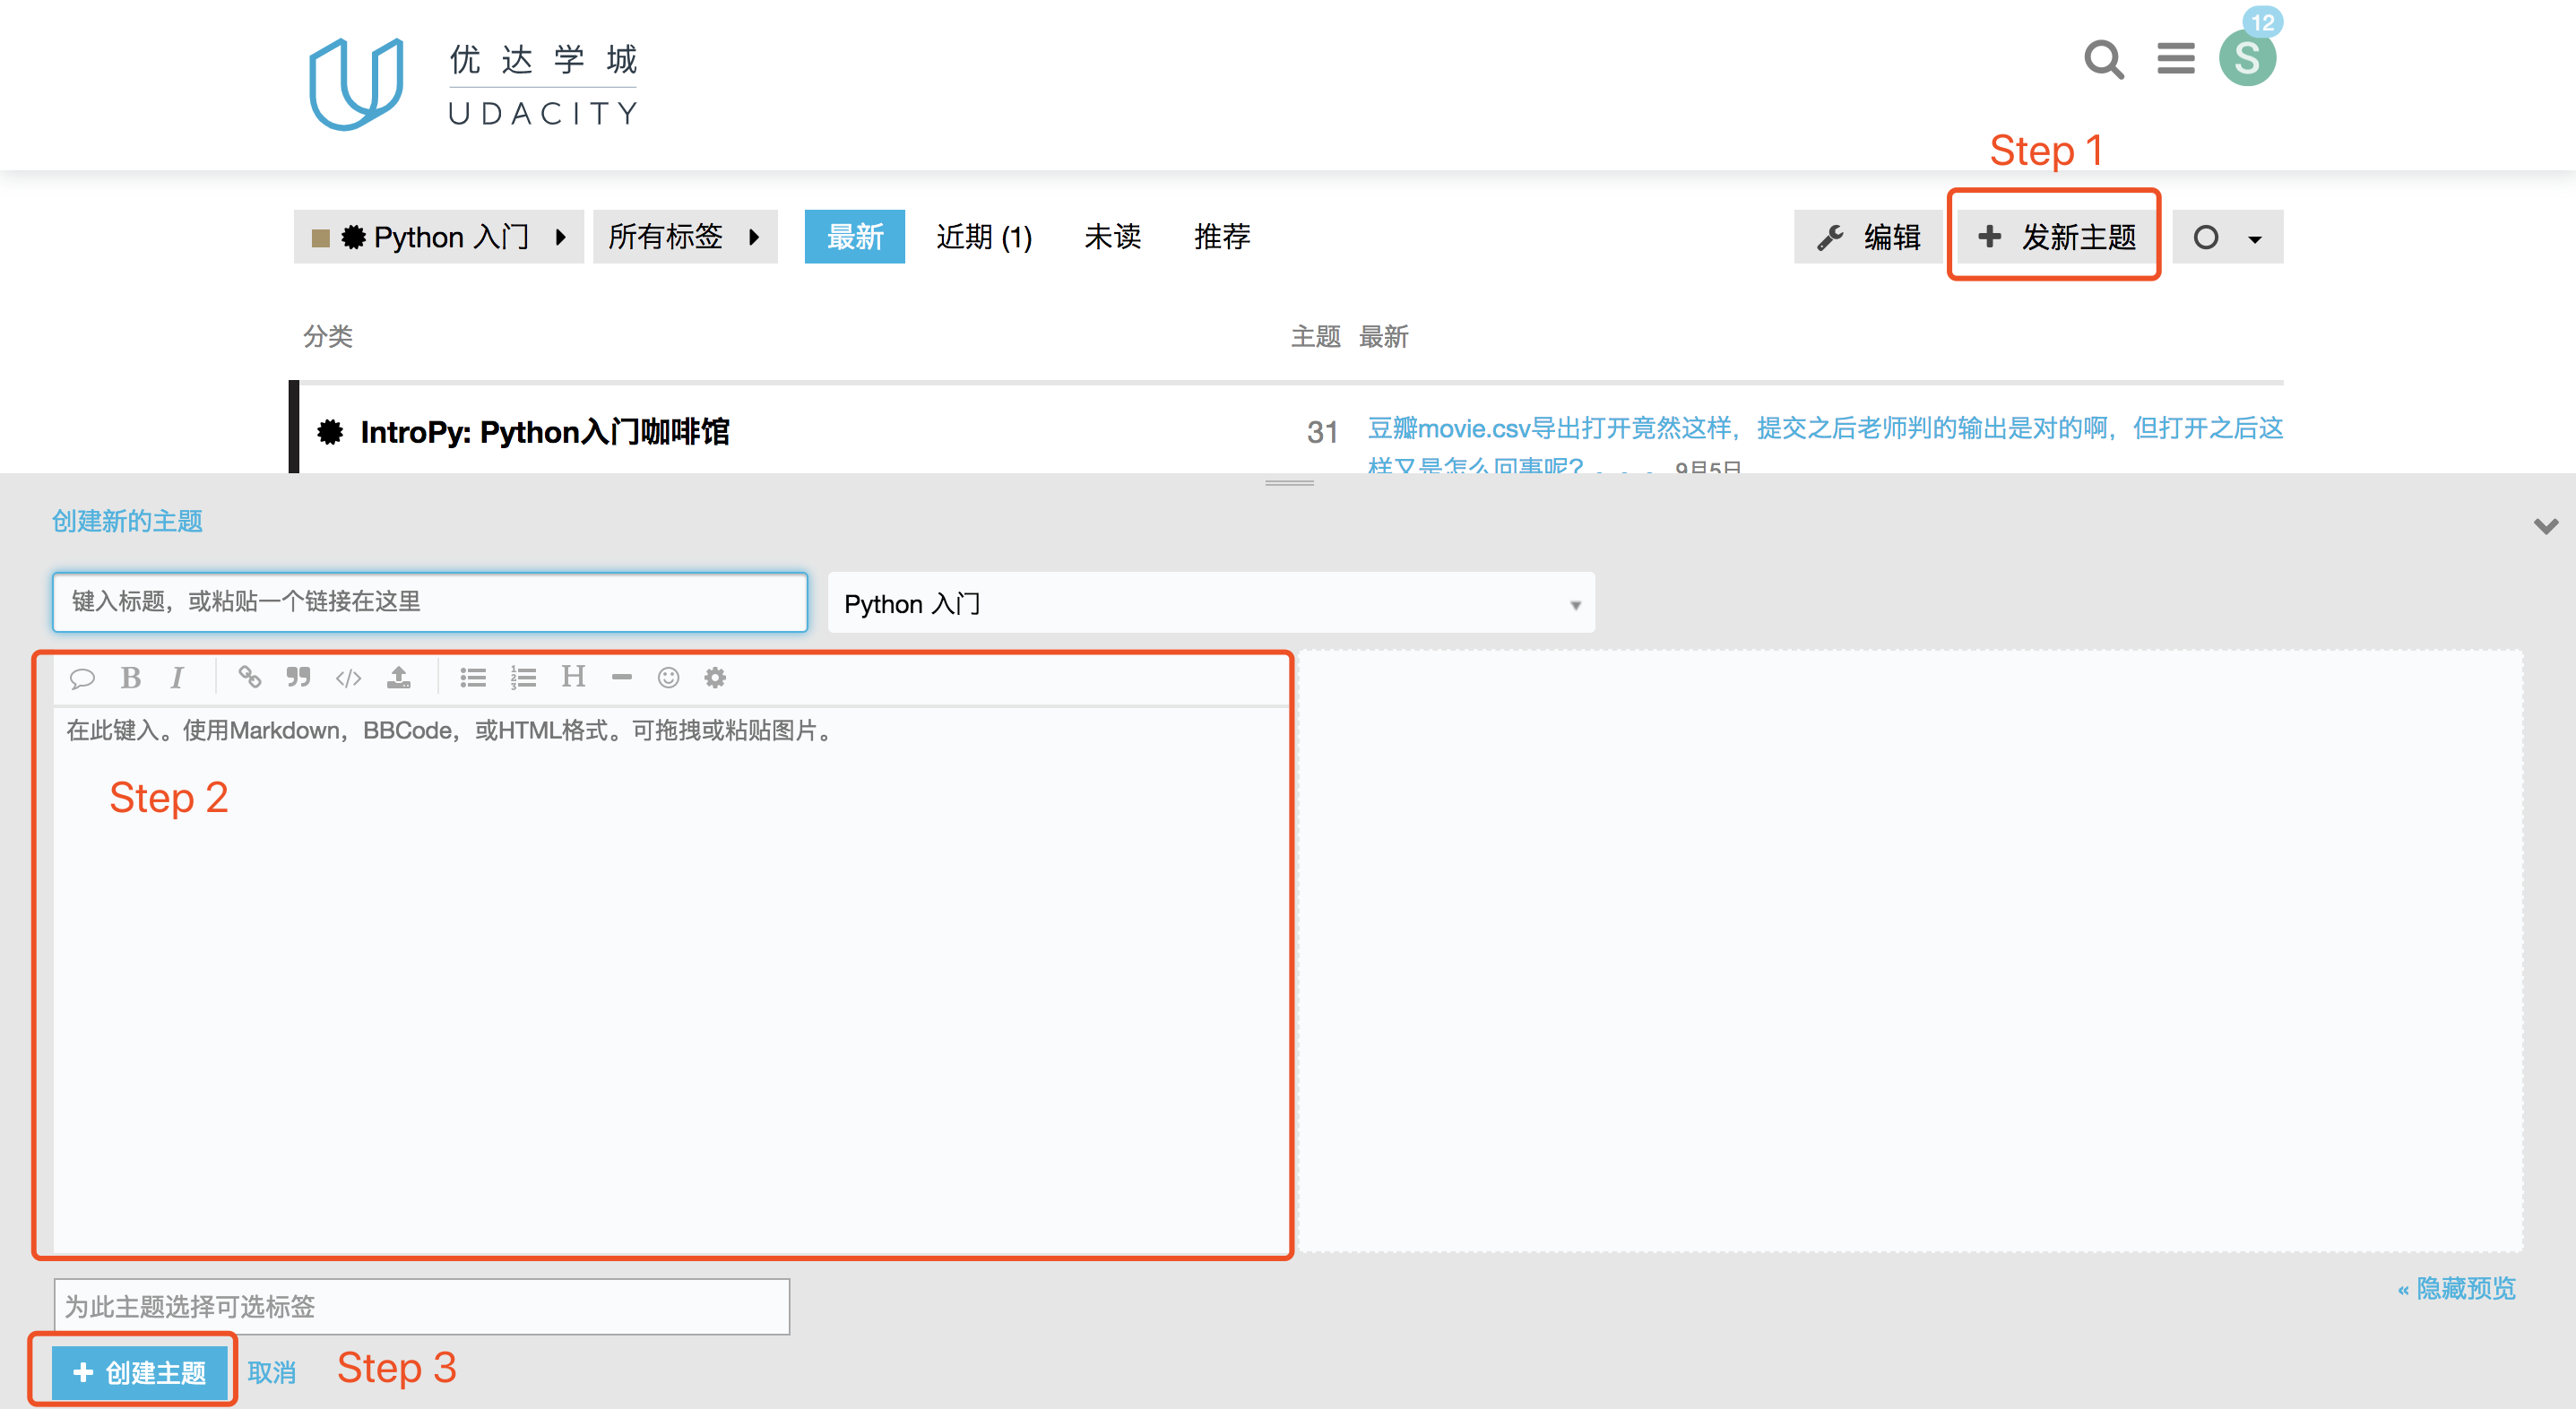 优达学城
UDACITY
12
S
Step 1
Python 入门
所有标签
最新
近期 (1)
未读
推荐
编辑
发新主题
分类
主题
最新
IntroPy: Python入门咖啡馆
31
豆瓣movie.csv导出打开竟然这样，提交之后老师判的输出是对的啊，但打开之后这
样又是怎么回事呢？。。。 9月5日
创建新的主题
键入标题，或粘贴一个链接在这里
Python 入门
B I H
在此键入。使用Markdown，BBCode，或HTML格式。可拖拽或粘贴图片。
Step 2
为此主题选择可选标签
« 隐藏预览
创建主题
取消
Step 3